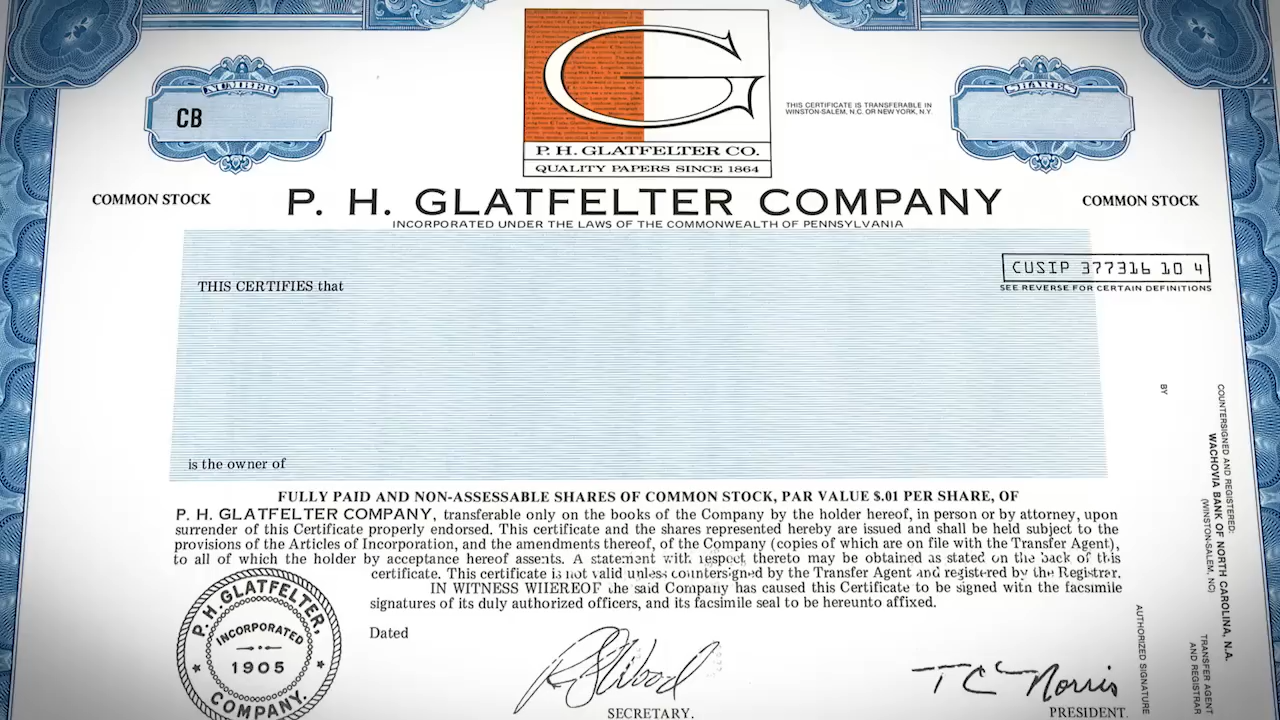 NUMBER
CB
SHARES
P. H. GLATFELTER CO.
QUALITY PAPERS SINCE 1864
THIS CERTIFICATE IS TRANSFERABLE IN
WINSTON-SALEM, N.C. OR NEW YORK, N.Y.
COMMON STOCK
P. H. GLATFELTER COMPANY
COMMON STOCK
INCORPORATED UNDER THE LAWS OF THE COMMONWEALTH OF PENNSYLVANIA
CUSIP 377316 10 4
SEE REVERSE FOR CERTAIN DEFINITIONS
THIS CERTIFIES that
is the owner of
FULLY PAID AND NON-ASSESSABLE SHARES OF COMMON STOCK, PAR VALUE $.01 PER SHARE, OF
P. H. GLATFELTER COMPANY, transferable only on the books of the Company by the holder hereof, in person or by attorney, upon
surrender of this Certificate properly endorsed. This certificate and the shares represented hereby are issued and shall be held subject to the
provisions of the Articles of Incorporation, and the amendments thereof, of the Company (copies of which are on file with the Transfer Agent),
to all of which the holder by acceptance hereof assents. A statement with respect thereto may be obtained as stated on the back of this
certificate. This certificate is not valid unless countersigned by the Transfer Agent and registered by the Registrar.
IN WITNESS WHEREOF the said Company has caused this Certificate to be signed with the facsimile
signatures of its duly authorized officers, and its facsimile seal to be hereunto affixed.
Dated
P. H. GLATFELTER,
INCORPORATED
1905
COMPANY.
R S Wood
SECRETARY.
T C Norris
PRESIDENT.
COUNTERSIGNED AND REGISTERED:
WACHOVIA BANK OF NORTH CAROLINA, N.A.
(WINSTON-SALEM, NC)
TRANSFER AGENT
AND REGISTRAR
BY
AUTHORIZED SIGNATURE